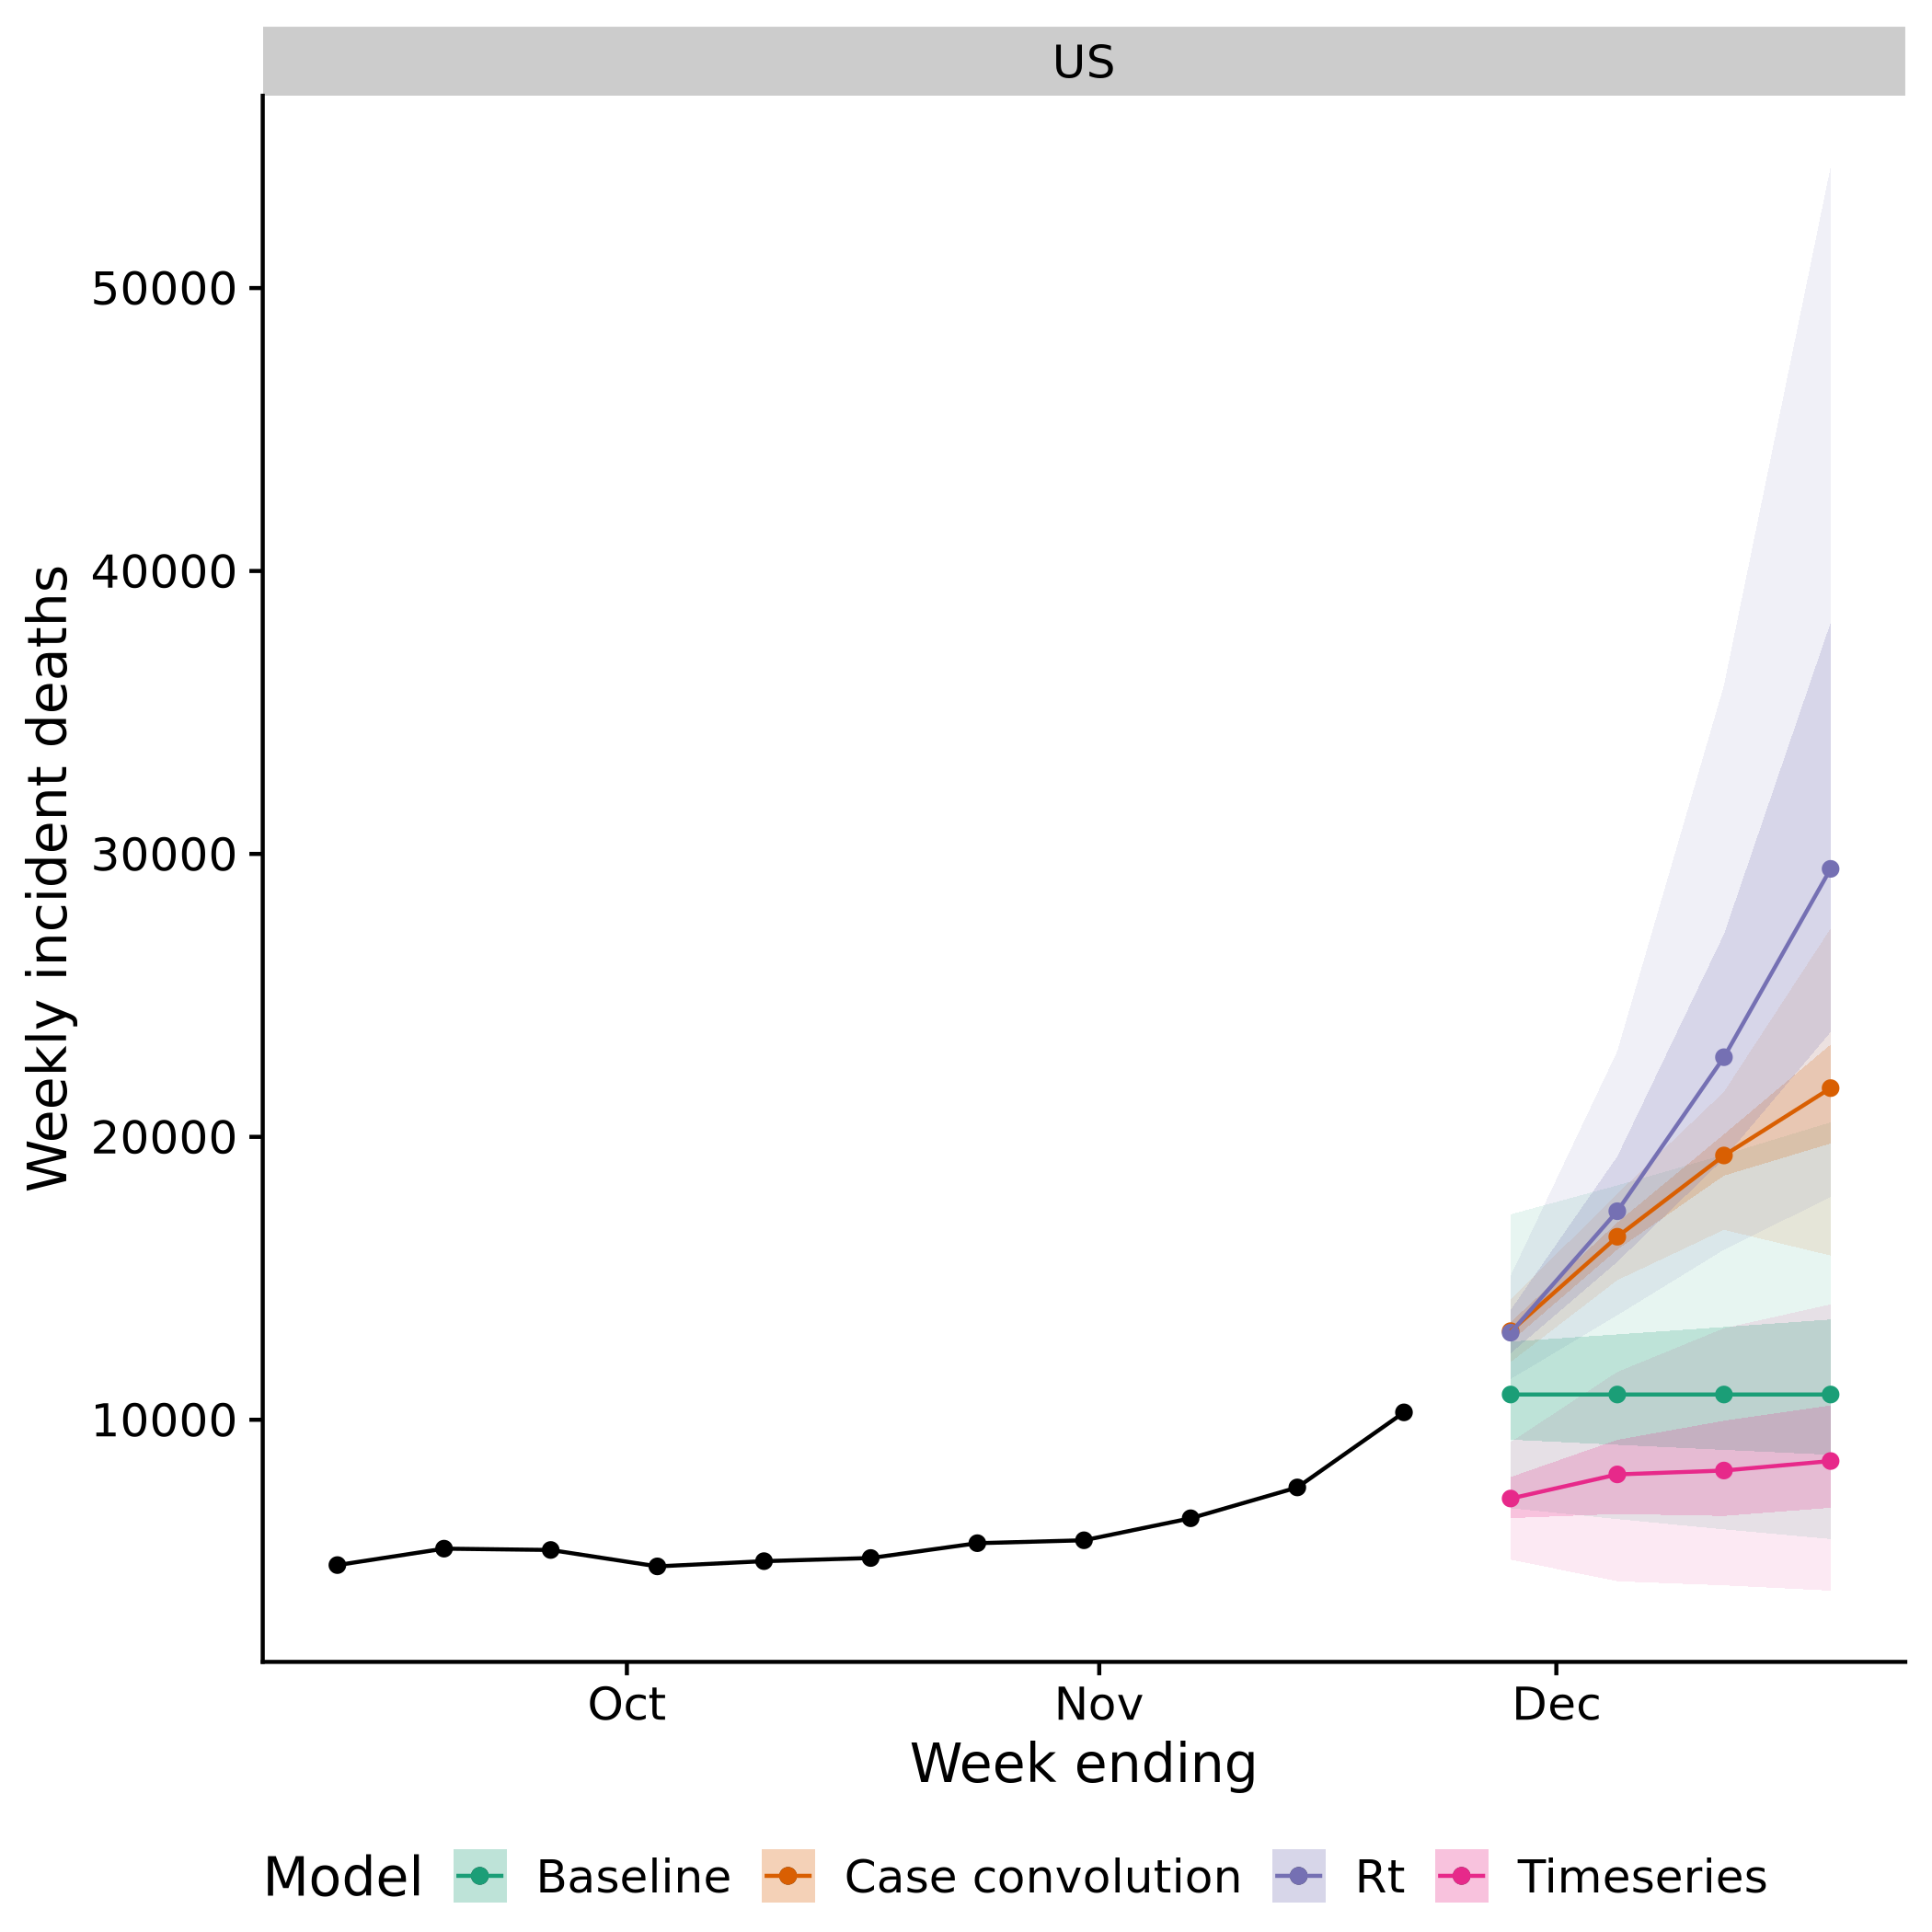 US
Weekly incident deaths
50000
40000
30000
20000
10000
Oct Nov Dec
Week ending
Model Baseline Case convolution Rt Timeseries